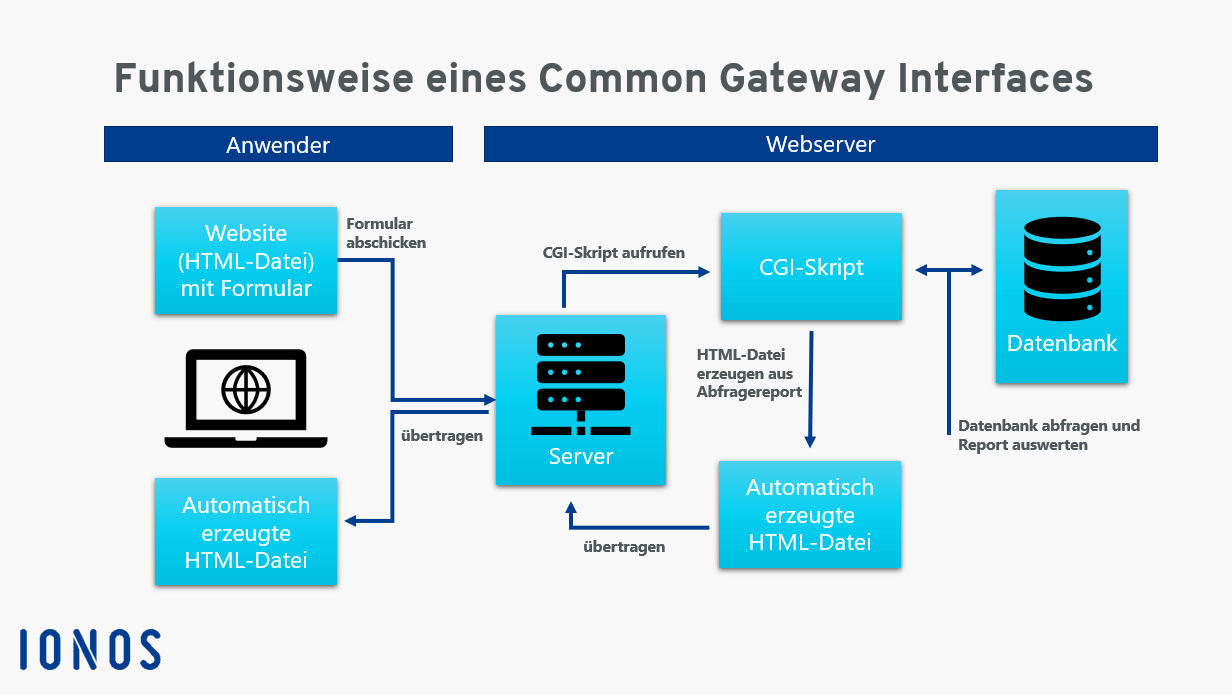 Funktionsweise eines Common Gateway Interfaces
Anwender
Webserver
Website
(HTML-Datei)
mit Formular
Formular
abschicken
CGI-Skript aufrufen
CGI-Skript
Datenbank
Server
HTML-Datei
erzeugen aus
Abfragereport
Datenbank abfragen und
Report auswerten
übertragen
Automatisch
erzeugte
HTML-Datei
übertragen
Automatisch
erzeugte
HTML-Datei
IONOS